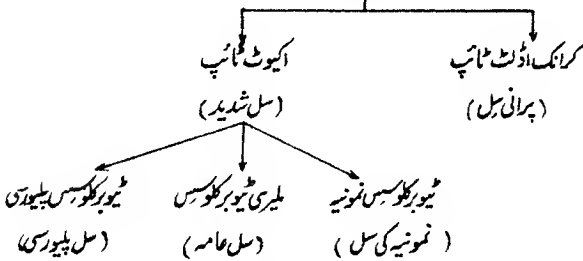 کرانک اڈلٹ ٹائپ اکیوٹ ٹائپ
(پرانی سل) (سل شدید)
ٹیوبرکلوسس نمونیہ ملیری ٹیوبرکلوسس ٹیوبرکلوسس پلیورسی
(نمونیہ کی سل) (سل عامہ) (سل پلیورسی)